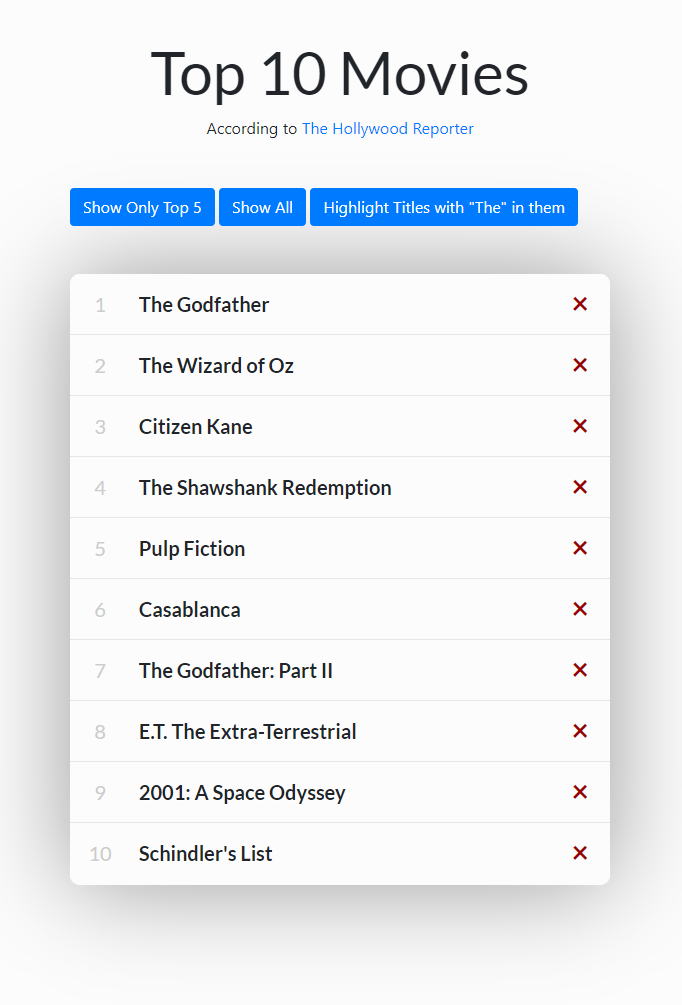 Top 10 Movies
According to The Hollywood Reporter
Show Only Top 5 Show All Highlight Titles with "The" in them
1 The Godfather ×
2 The Wizard of Oz ×
3 Citizen Kane ×
4 The Shawshank Redemption ×
5 Pulp Fiction ×
6 Casablanca ×
7 The Godfather: Part II ×
8 E.T. The Extra-Terrestrial ×
9 2001: A Space Odyssey ×
10 Schindler's List ×